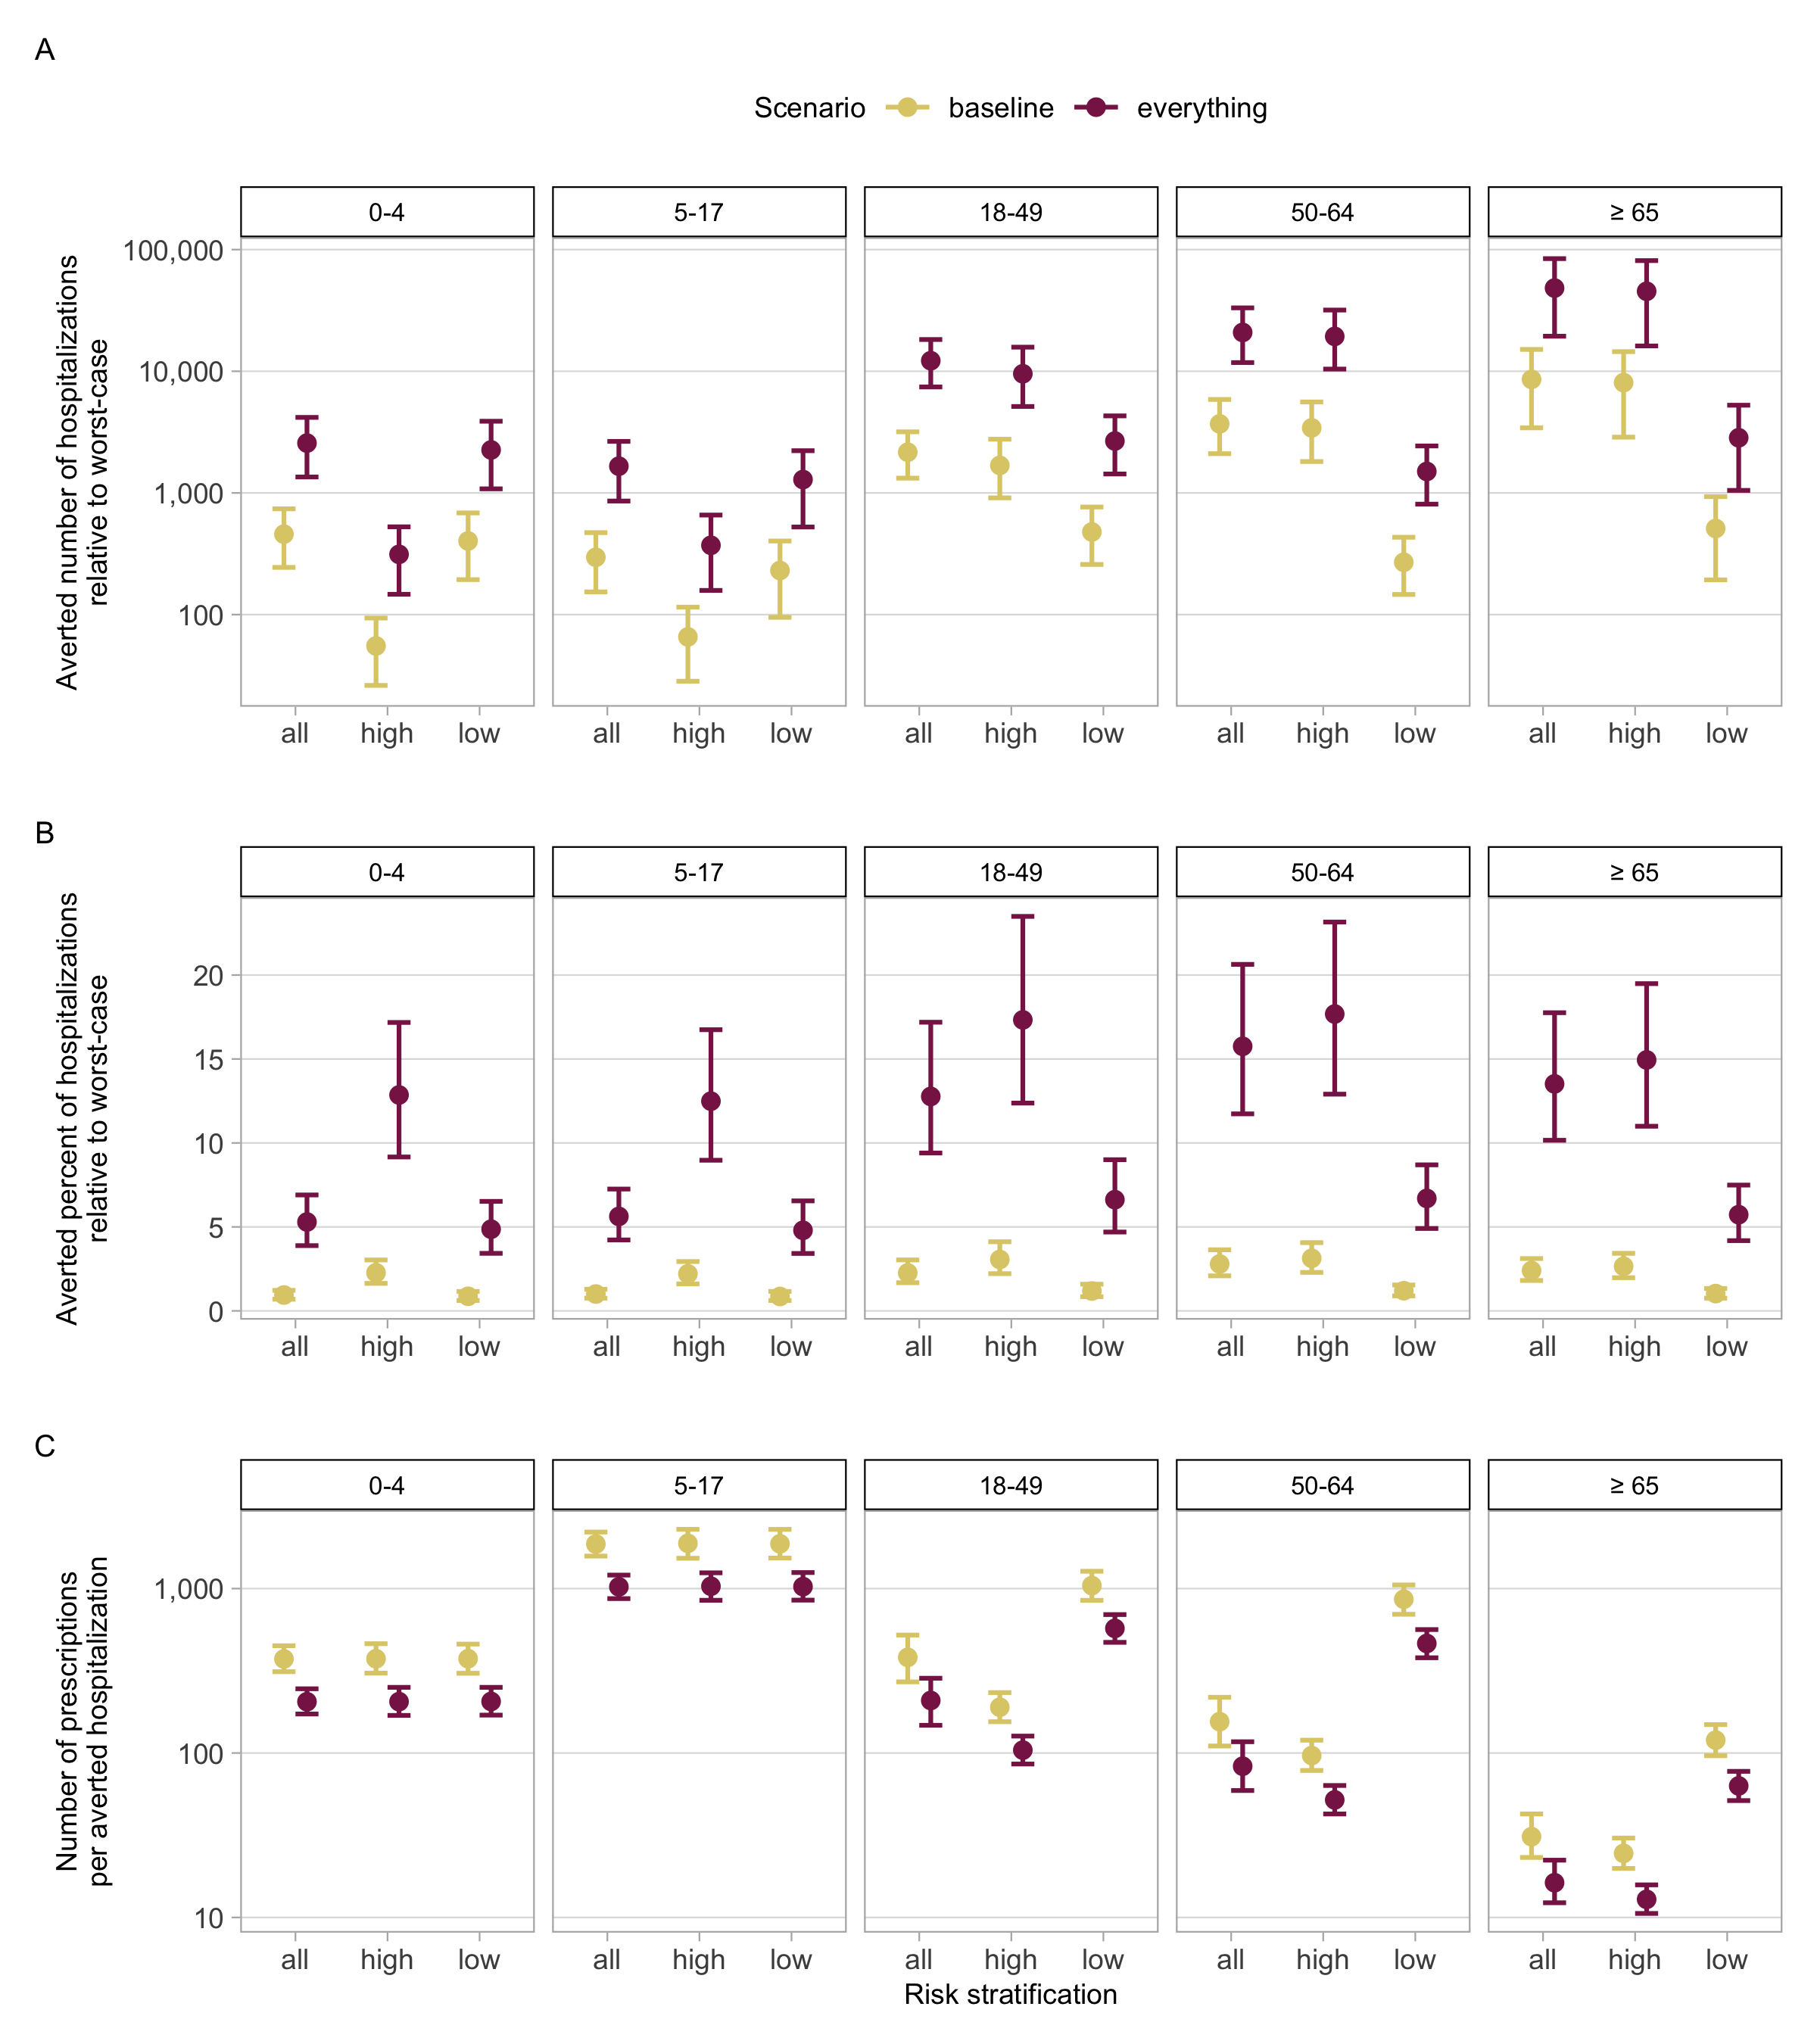 A
Scenario baseline everything
0-4 5-17 18-49 50-64 ≥ 65
Averted number of hospitalizations
relative to worst-case
100,000
10,000
1,000
100
all high low all high low all high low all high low all high low
B
0-4 5-17 18-49 50-64 ≥ 65
Averted percent of hospitalizations
relative to worst-case
20
15
10
5
0
all high low all high low all high low all high low all high low
C
0-4 5-17 18-49 50-64 ≥ 65
Number of prescriptions
per averted hospitalization
1,000
100
10
all high low all high low all high low all high low all high low
Risk stratification